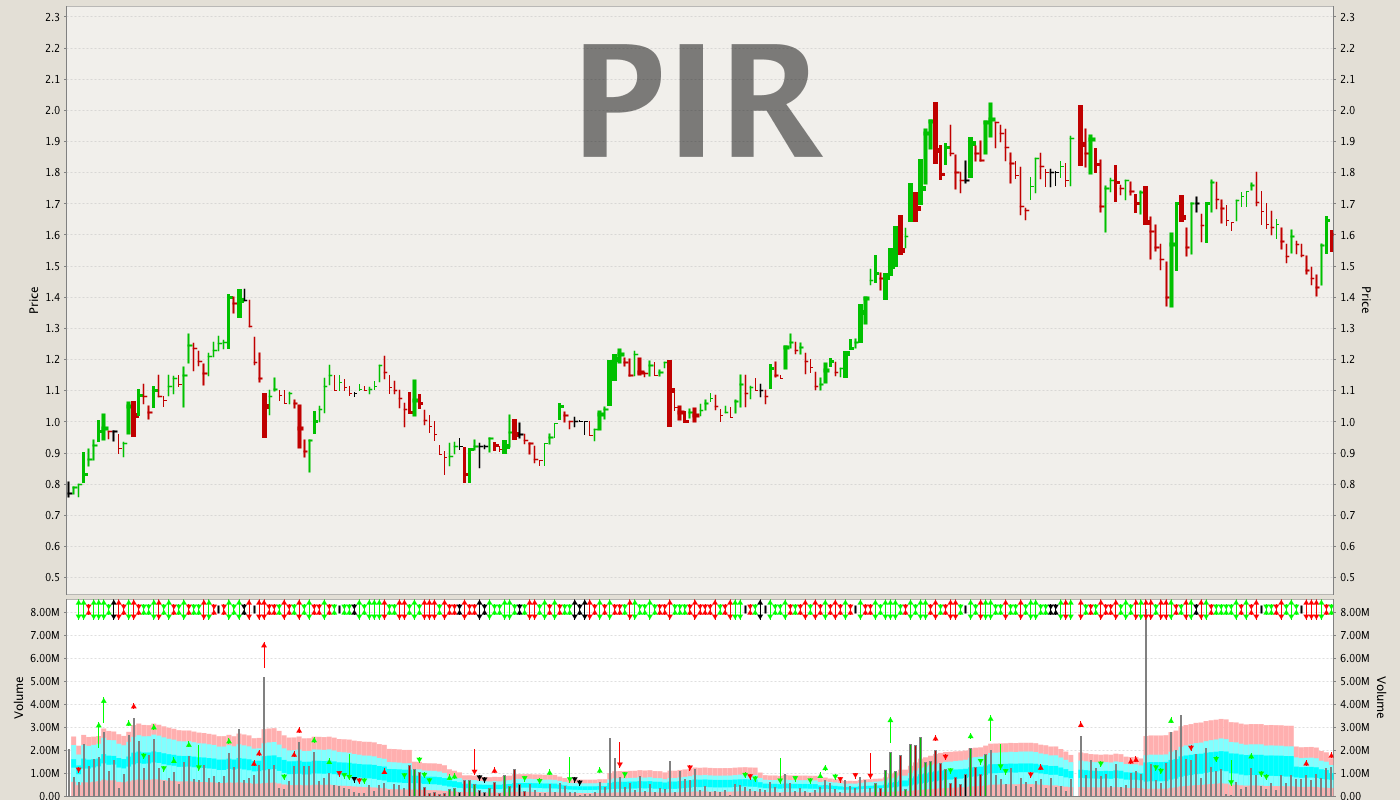 PIR
2.3 2.3
2.2 2.2
2.1 2.1
2.0 2.0
1.9 1.9
1.8 1.8
1.7 1.7
1.6 1.6
1.5 1.5
Price Price
1.4 1.4
1.3 1.3
1.2 1.2
1.1 1.1
1.0 1.0
0.9 0.9
0.8 0.8
0.7 0.7
0.6 0.6
0.5 0.5
8.00M 8.00M
7.00M 7.00M
6.00M 6.00M
5.00M 5.00M
Volume Volume
4.00M 4.00M
3.00M 3.00M
2.00M 2.00M
1.00M 1.00M
0.00 0.00